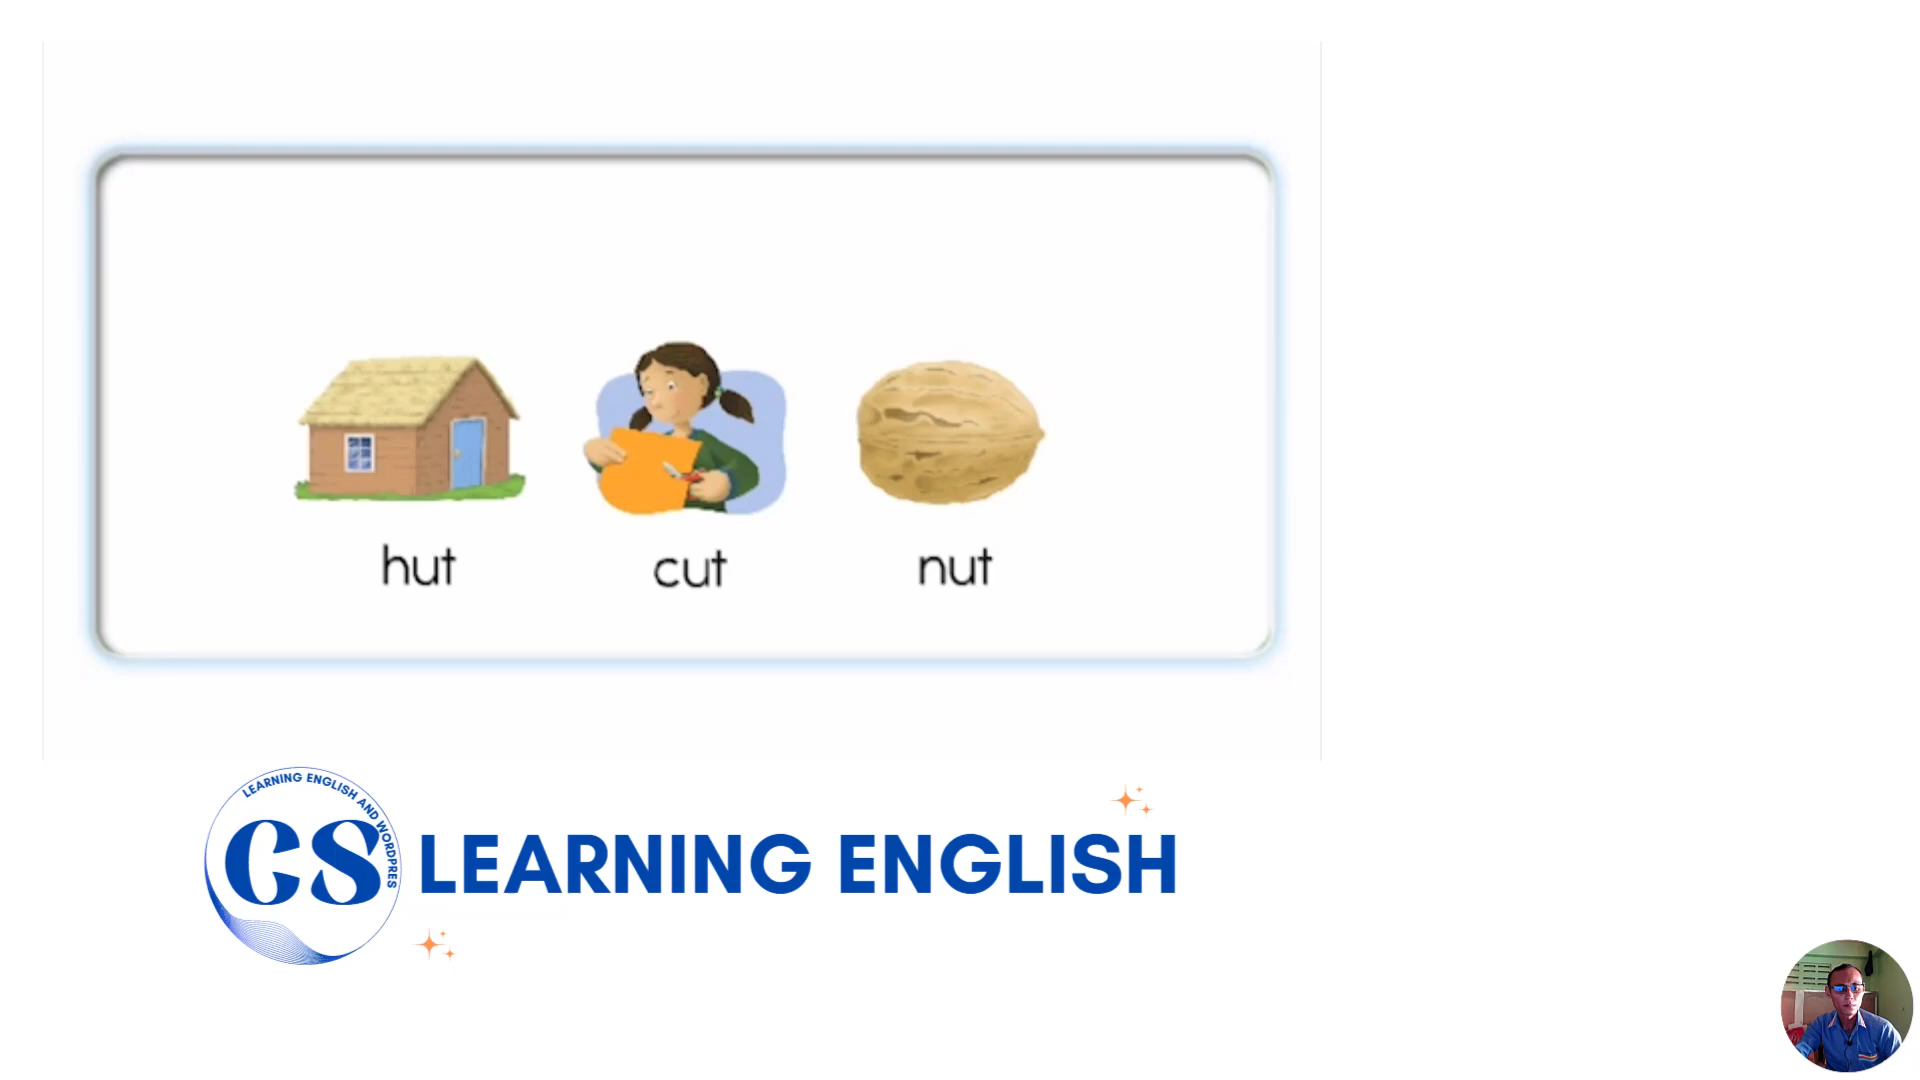 hut
cut
nut
LEARNING ENGLISH AND WORDPRES
CS
LEARNING ENGLISH